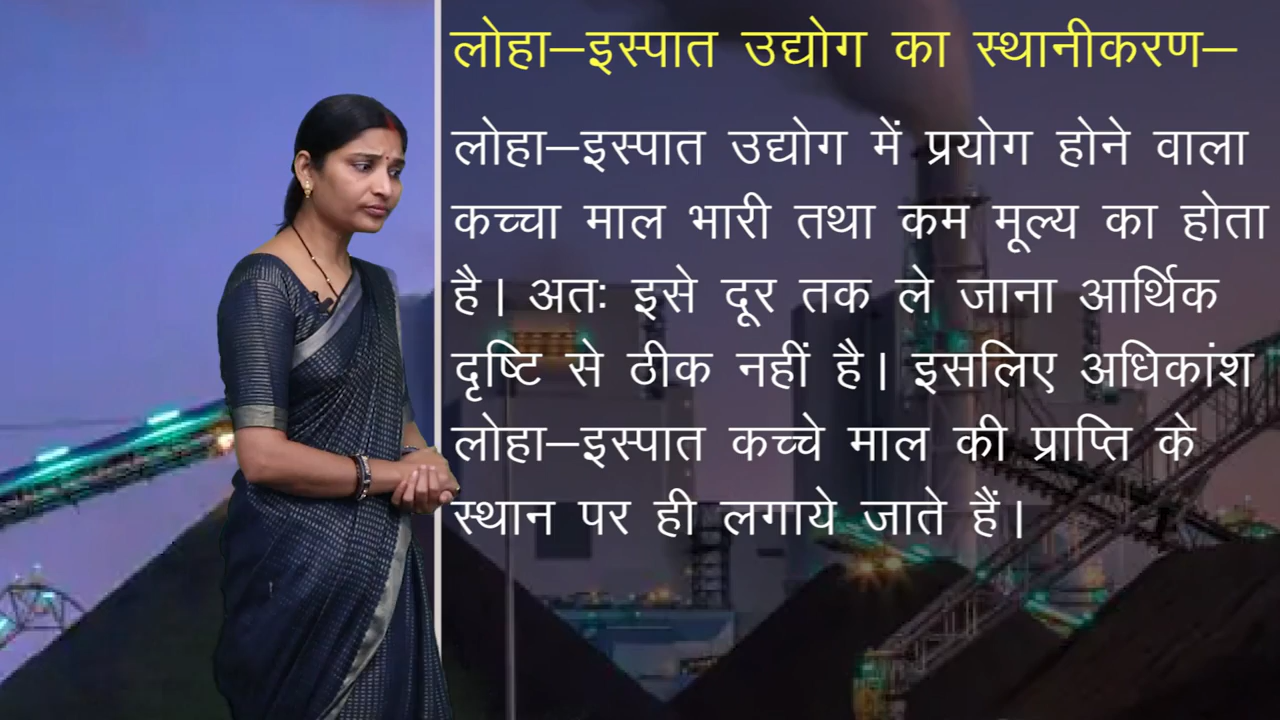 लोहा–इस्पात उद्योग का स्थानीकरण–
लोहा–इस्पात उद्योग में प्रयोग होने वाला
कच्चा माल भारी तथा कम मूल्य का होता
है। अतः इसे दूर तक ले जाना आर्थिक
दृष्टि से ठीक नहीं है। इसलिए अधिकांश
लोहा–इस्पात कच्चे माल की प्राप्ति के
स्थान पर ही लगाये जाते हैं।